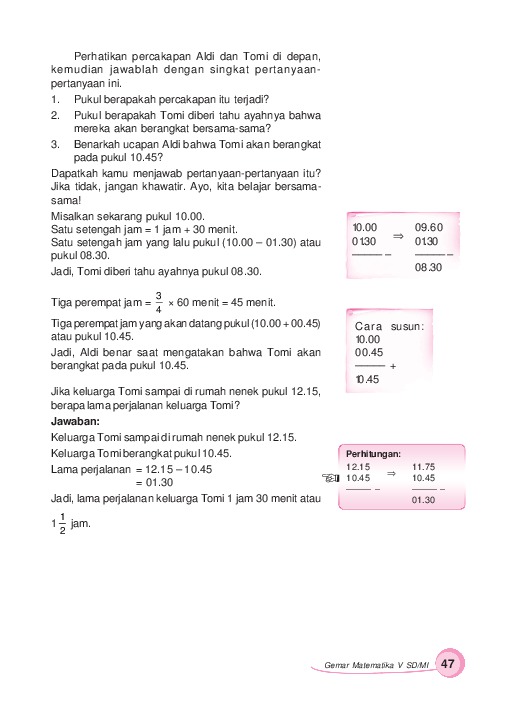 Perhatikan percakapan Aldi dan Tomi di depan,
kemudian jawablah dengan singkat pertanyaan-
pertanyaan ini.
1. Pukul berapakah percakapan itu terjadi?
2. Pukul berapakah Tomi diberi tahu ayahnya bahwa
mereka akan berangkat bersama-sama?
3. Benarkah ucapan Aldi bahwa Tomi akan berangkat
pada pukul 10.45?
Dapatkah kamu menjawab pertanyaan-pertanyaan itu?
Jika tidak, jangan khawatir. Ayo, kita belajar bersama-
sama!
Misalkan sekarang pukul 10.00.
Satu setengah jam = 1 jam + 30 menit.
Satu setengah jam yang lalu pukul (10.00 – 01.30) atau
pukul 08.30.
Jadi, Tomi diberi tahu ayahnya pukul 08.30.
10.00 09.60
01.30 ⇒ 01.30
– –
08.30
Tiga perempat jam = 3/4 × 60 menit = 45 menit.
Tiga perempat jam yang akan datang pukul (10.00 + 00.45)
atau pukul 10.45.
Jadi, Aldi benar saat mengatakan bahwa Tomi akan
berangkat pada pukul 10.45.
Cara susun:
10.00
00.45
+
10.45
Jika keluarga Tomi sampai di rumah nenek pukul 12.15,
berapa lama perjalanan keluarga Tomi?
Jawaban:
Keluarga Tomi sampai di rumah nenek pukul 12.15.
Keluarga Tomi berangkat pukul 10.45.
Lama perjalanan = 12.15 – 10.45
= 01.30
Jadi, lama perjalanan keluarga Tomi 1 jam 30 menit atau
1 1/2 jam.
Perhitungan:
12.15 11.75
10.45 ⇒ 10.45
– –
01.30
Gemar Matematika V SD/MI 47